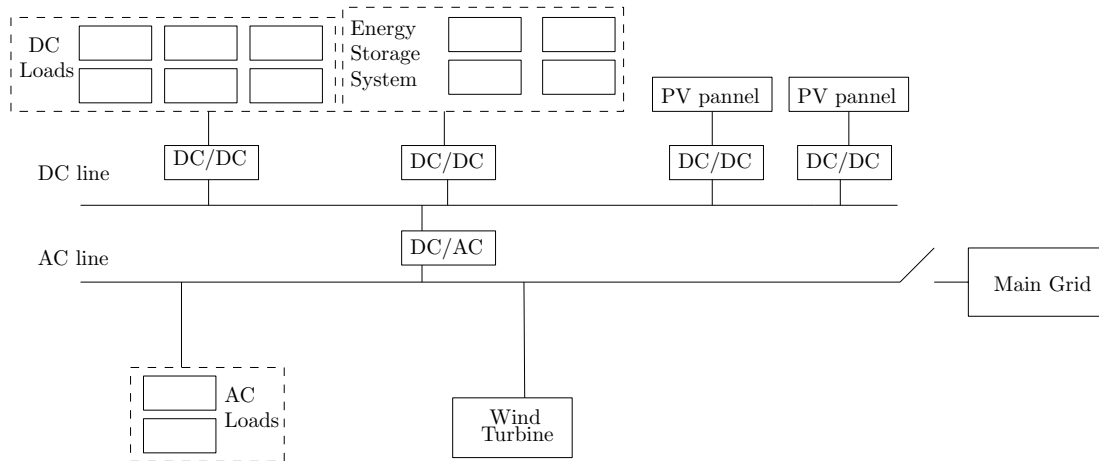 DC
Loads
Energy
Storage
System
PV pannel
PV pannel
DC/DC
DC/DC
DC/DC
DC/DC
DC line
DC/AC
AC line
Main Grid
AC
Loads
Wind
Turbine